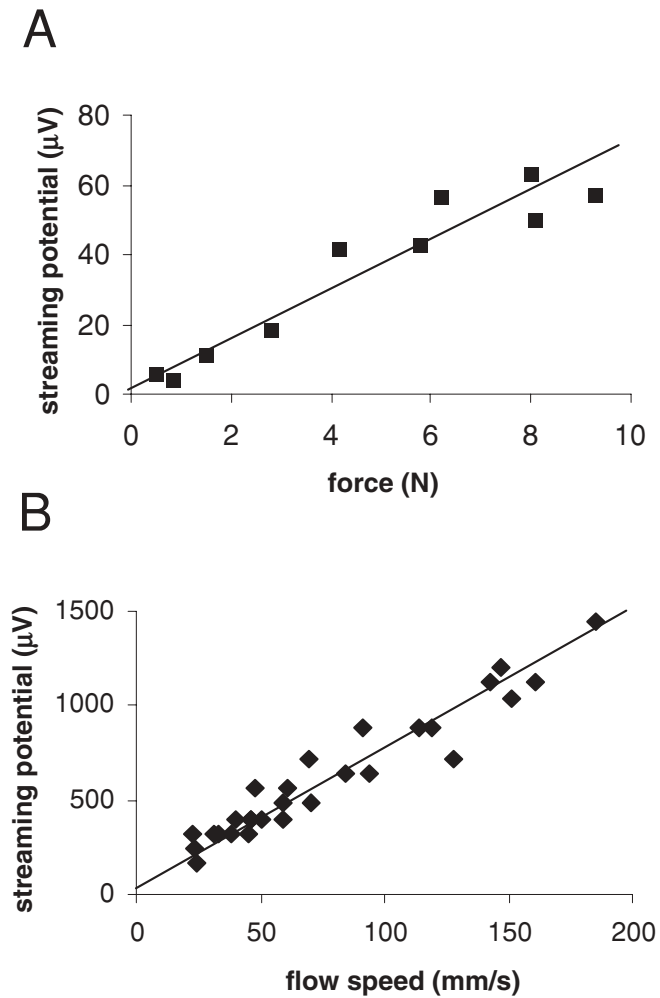 A
streaming potential (μV)
80
60
40
20
0
0 2 4 6 8 10
force (N)
B
streaming potential (μV)
1500
1000
500
0
0 50 100 150 200
flow speed (mm/s)